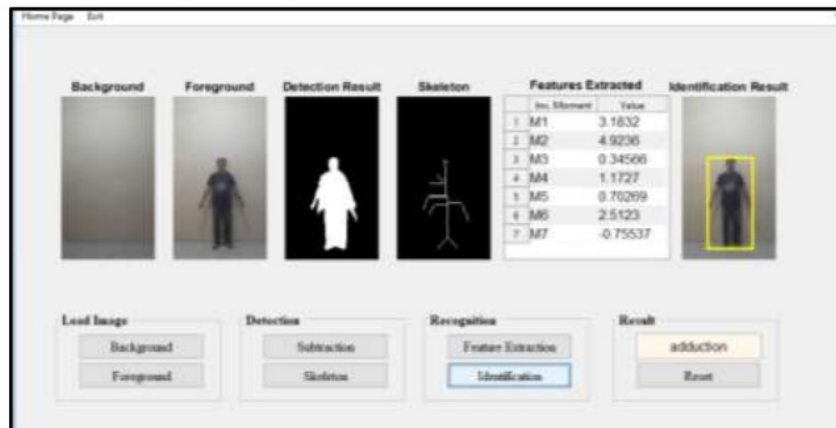 Home Page Exit
Background Foreground Detection Result Skeleton Features Extracted Identification Result
Inv. Moment Value
1 M1 3.1832
2 M2 4.9236
3 M3 0.34566
4 M4 1.1727
5 M5 0.70269
6 M6 2.5123
7 M7 -0.75537
Load Image Detection Recognition Result
Background Subtraction Feature Extraction adduction
Foreground Skeleton Identification Reset